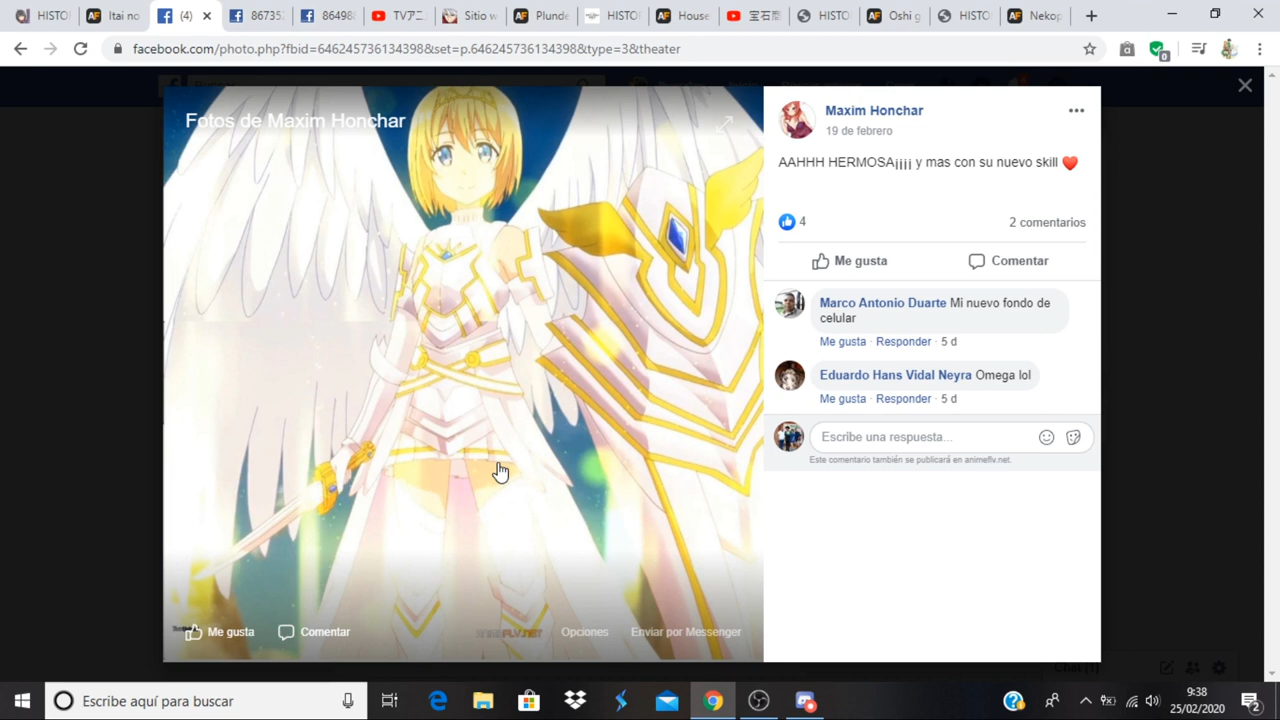 HISTO
Itai no
(4)
86735
86498
TVアニ
Sitio w
Plunde
HISTO
House
宝石商
HISTO
Oshi g
HISTO
Nekop
facebook.com/photo.php?fbid=646245736134398&set=p.646245736134398&type=3&theater
Fotos de Maxim Honchar
Maxim Honchar
19 de febrero
AAHHH HERMOSA¡¡¡¡ y mas con su nuevo skill
4
2 comentarios
Me gusta
Comentar
Marco Antonio Duarte Mi nuevo fondo de
celular
Me gusta · Responder · 5 d
Eduardo Hans Vidal Neyra Omega lol
Me gusta · Responder · 5 d
Escribe una respuesta...
Este comentario también se publicará en animeflv.net.
Me gusta
Comentar
Opciones
Enviar por Messenger
Escribe aquí para buscar
9:38
25/02/2020
2